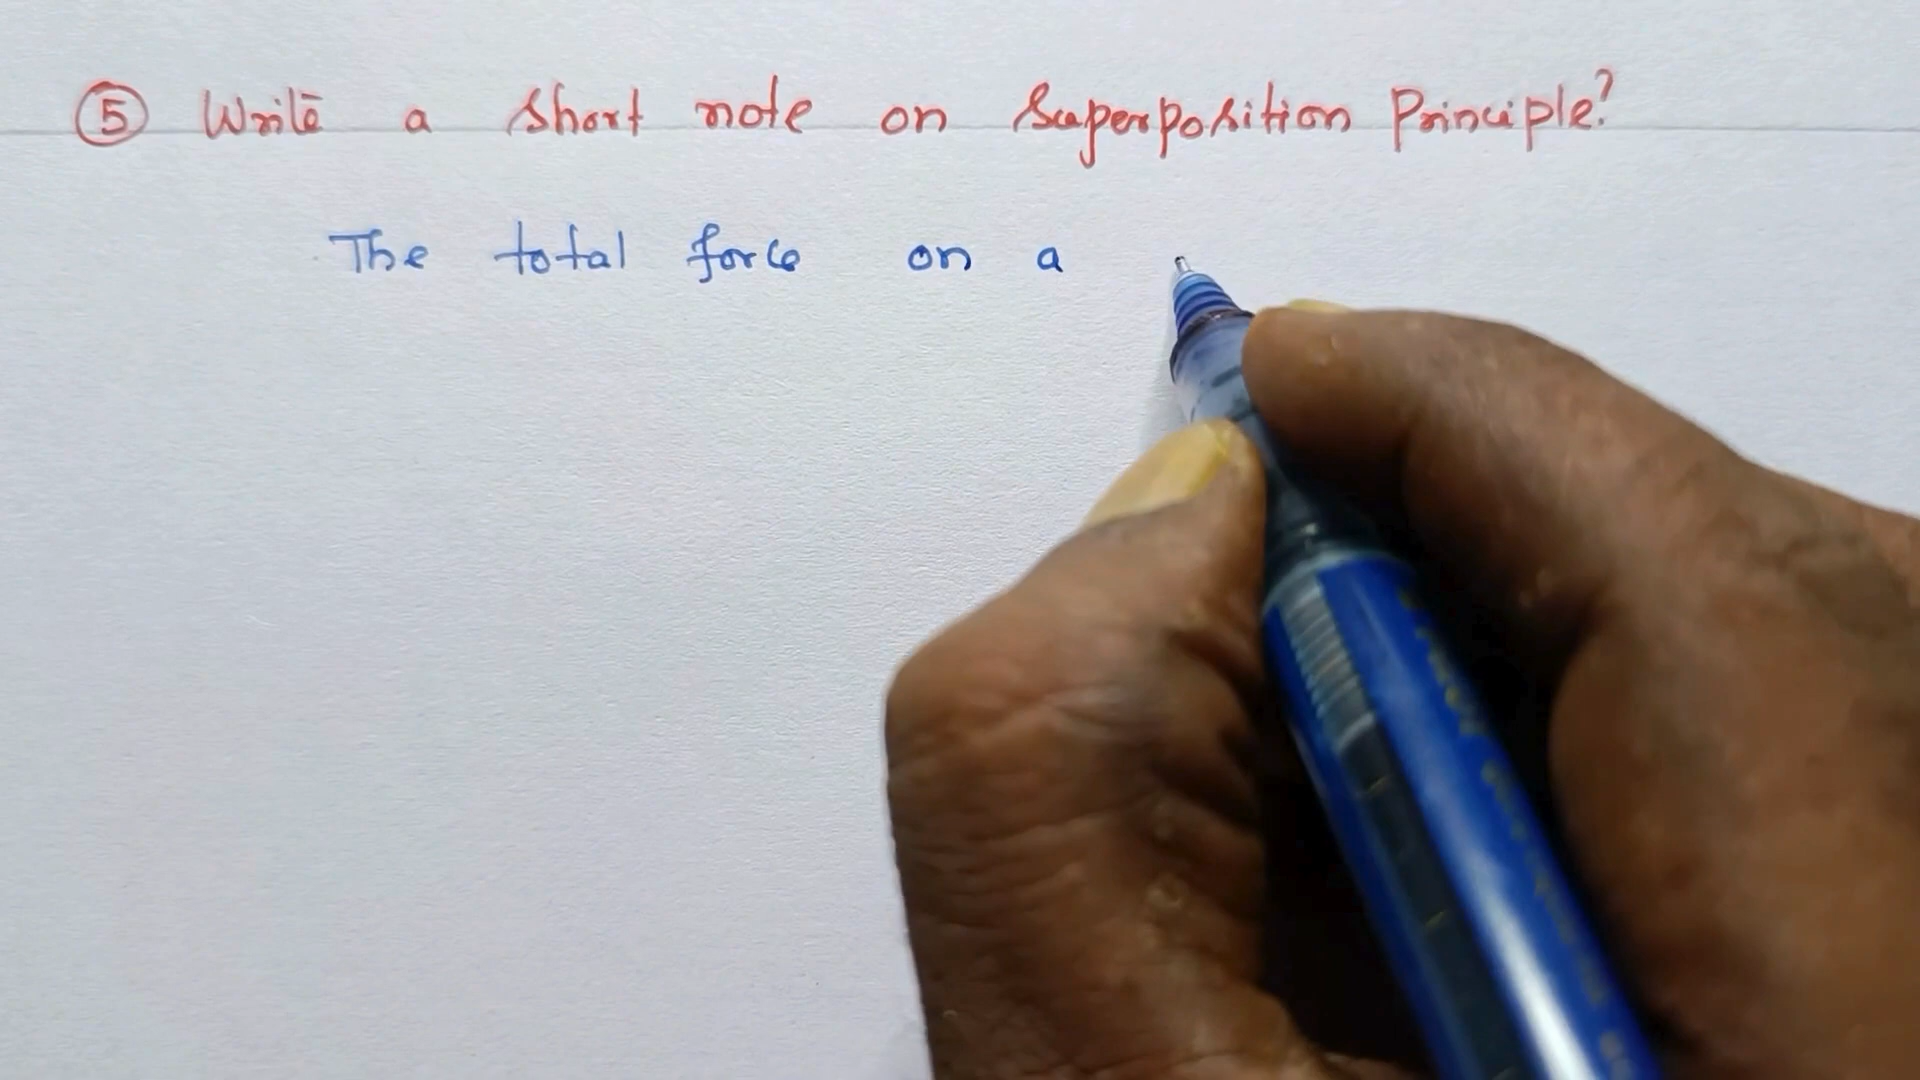 ⑤ Write a short note on Superposition Principle?
The total force on a